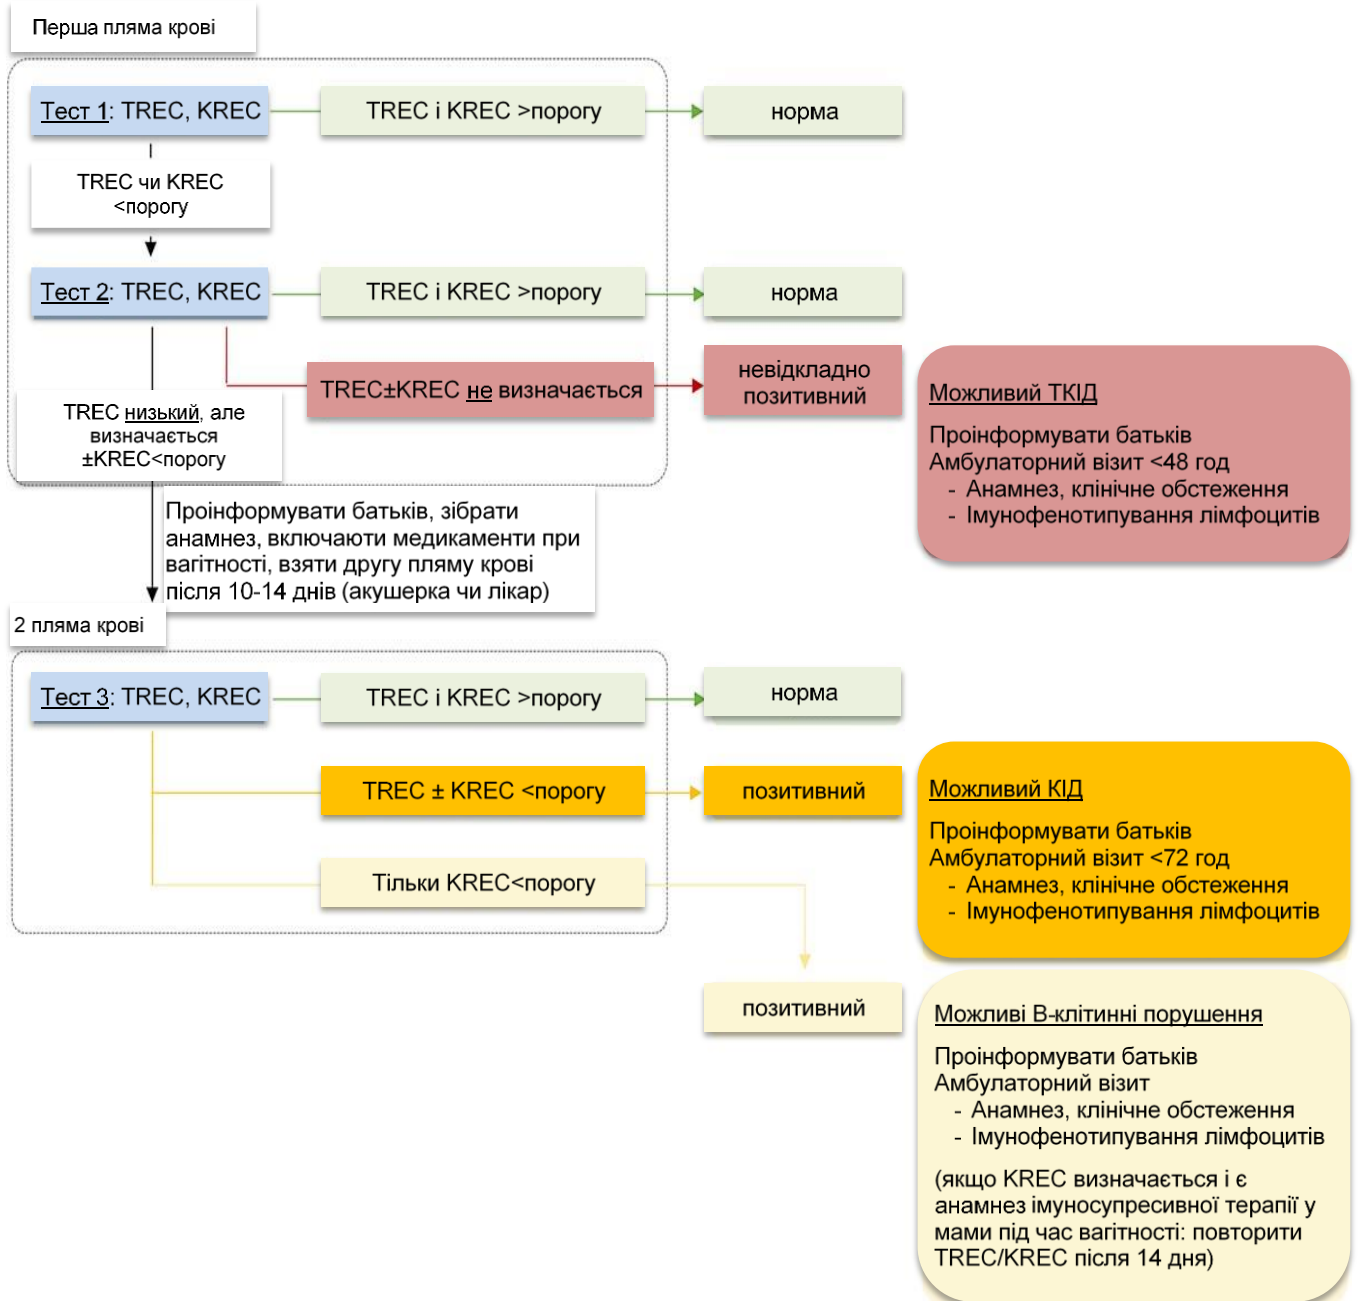 Перша пляма крові
Тест 1: TREC, KREC
TREC і KREC >порогу
норма
TREC чи KREC
<порогу
Тест 2: TREC, KREC
TREC і KREC >порогу
норма
TREC±KREC не визначається
невідкладно
позитивний
Можливий ТКІД
Проінформувати батьків
Амбулаторний візит <48 год
- Анамнез, клінічне обстеження
- Імунофенотипування лімфоцитів
TREC низький, але
визначається
±KREC<порогу
Проінформувати батьків, зібрати
анамнез, включаюти медикаменти при
вагітності, взяти другу пляму крові
після 10-14 днів (акушерка чи лікар)
2 пляма крові
Тест 3: TREC, KREC
TREC і KREC >порогу
норма
TREC ± KREC <порогу
позитивний
Можливий КІД
Проінформувати батьків
Амбулаторний візит <72 год
- Анамнез, клінічне обстеження
- Імунофенотипування лімфоцитів
Тільки KREC<порогу
позитивний
Можливі В-клітинні порушення
Проінформувати батьків
Амбулаторний візит
- Анамнез, клінічне обстеження
- Імунофенотипування лімфоцитів
(якщо KREC визначається і є
анамнез імуносупресивної терапії у
мами під час вагітності: повторити
TREC/KREC після 14 дня)